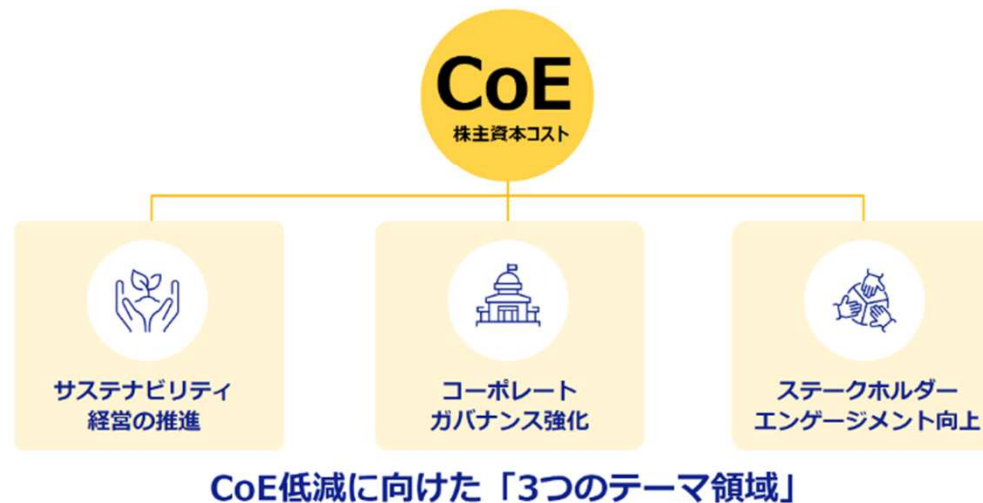 CoE
株主資本コスト
サステナビリティ
経営の推進
コーポレート
ガバナンス強化
ステークホルダー
エンゲージメント向上
CoE低減に向けた「3つのテーマ領域」